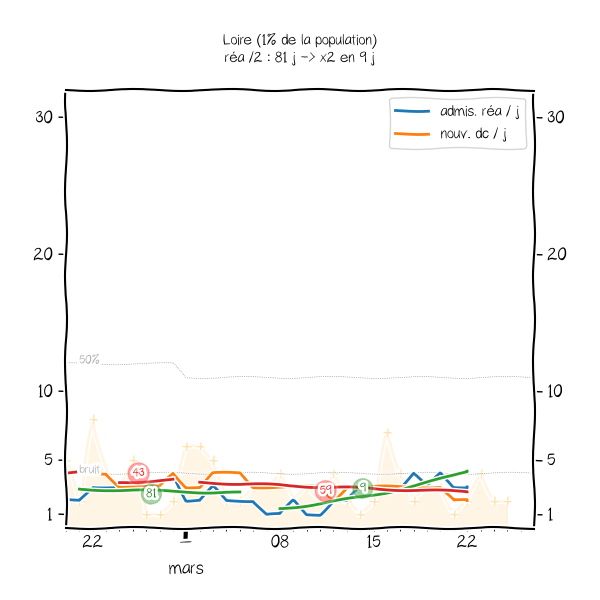 Loire (1% de la population)
réa /2 : 81 j -> x2 en 9 j
admis. réa / j
nouv. dc / j
30 30
20 20
50%
10 10
5 bruit 5
43
81
59
9
1 1
22 1 08 15 22
mars